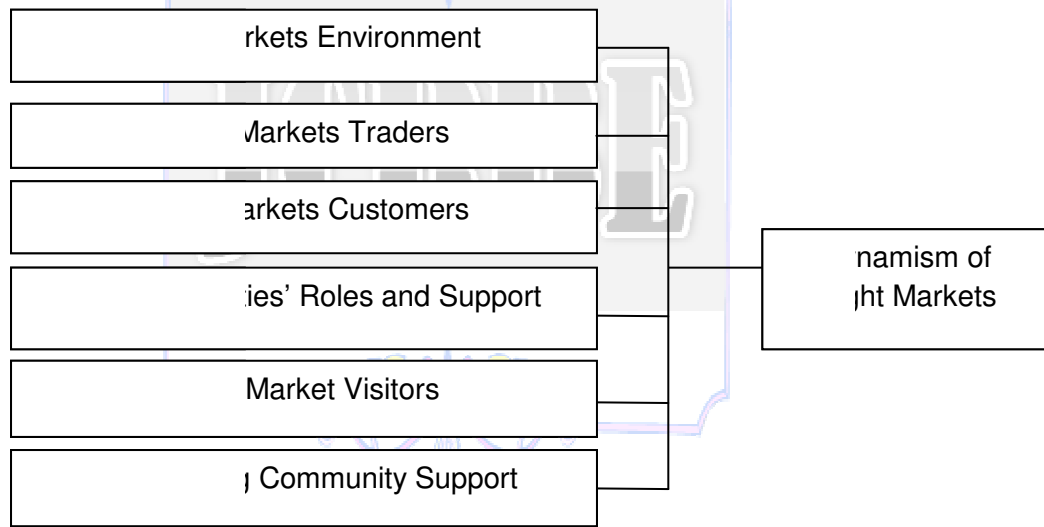 rkets Environment
Markets Traders
arkets Customers
ties’ Roles and Support
Market Visitors
g Community Support
namism of
ght Markets